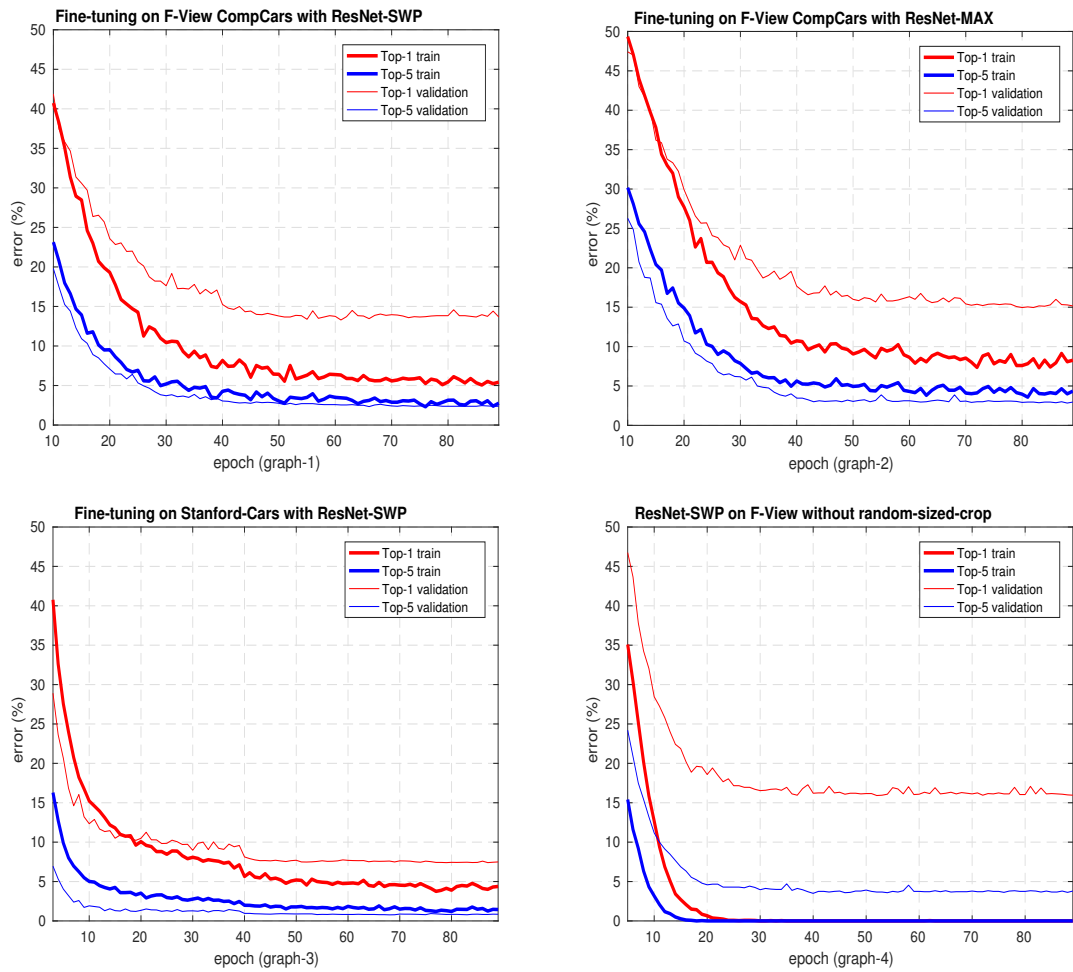 Fine-tuning on F-View CompCars with ResNet-SWP
50
45
40
35
30
25
20
15
10
5
0
error (%)
Top-1 train
Top-5 train
Top-1 validation
Top-5 validation
10 20 30 40 50 60 70 80
epoch (graph-1)
Fine-tuning on F-View CompCars with ResNet-MAX
50
45
40
35
30
25
20
15
10
5
0
error (%)
Top-1 train
Top-5 train
Top-1 validation
Top-5 validation
10 20 30 40 50 60 70 80
epoch (graph-2)
Fine-tuning on Stanford-Cars with ResNet-SWP
50
45
40
35
30
25
20
15
10
5
0
error (%)
Top-1 train
Top-5 train
Top-1 validation
Top-5 validation
10 20 30 40 50 60 70 80
epoch (graph-3)
ResNet-SWP on F-View without random-sized-crop
50
45
40
35
30
25
20
15
10
5
0
error (%)
Top-1 train
Top-5 train
Top-1 validation
Top-5 validation
10 20 30 40 50 60 70 80
epoch (graph-4)